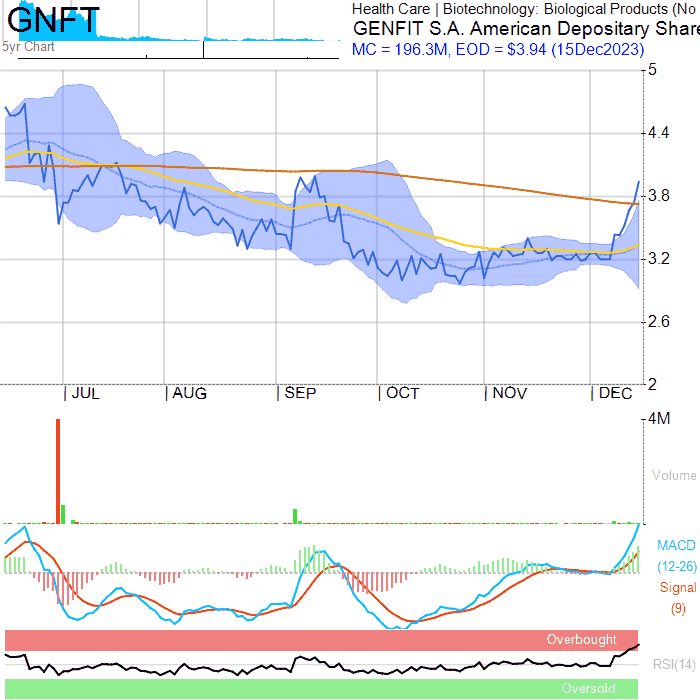 GNFT
5yr Chart
Health Care | Biotechnology: Biological Products (No
GENFIT S.A. American Depositary Share
MC = 196.3M, EOD = $3.94 (15Dec2023)
5
4.4
3.8
3.2
2.6
2
JUL AUG SEP OCT NOV DEC
4M
Volume
MACD
(12-26)
Signal
(9)
Overbought
RSI(14)
Oversold